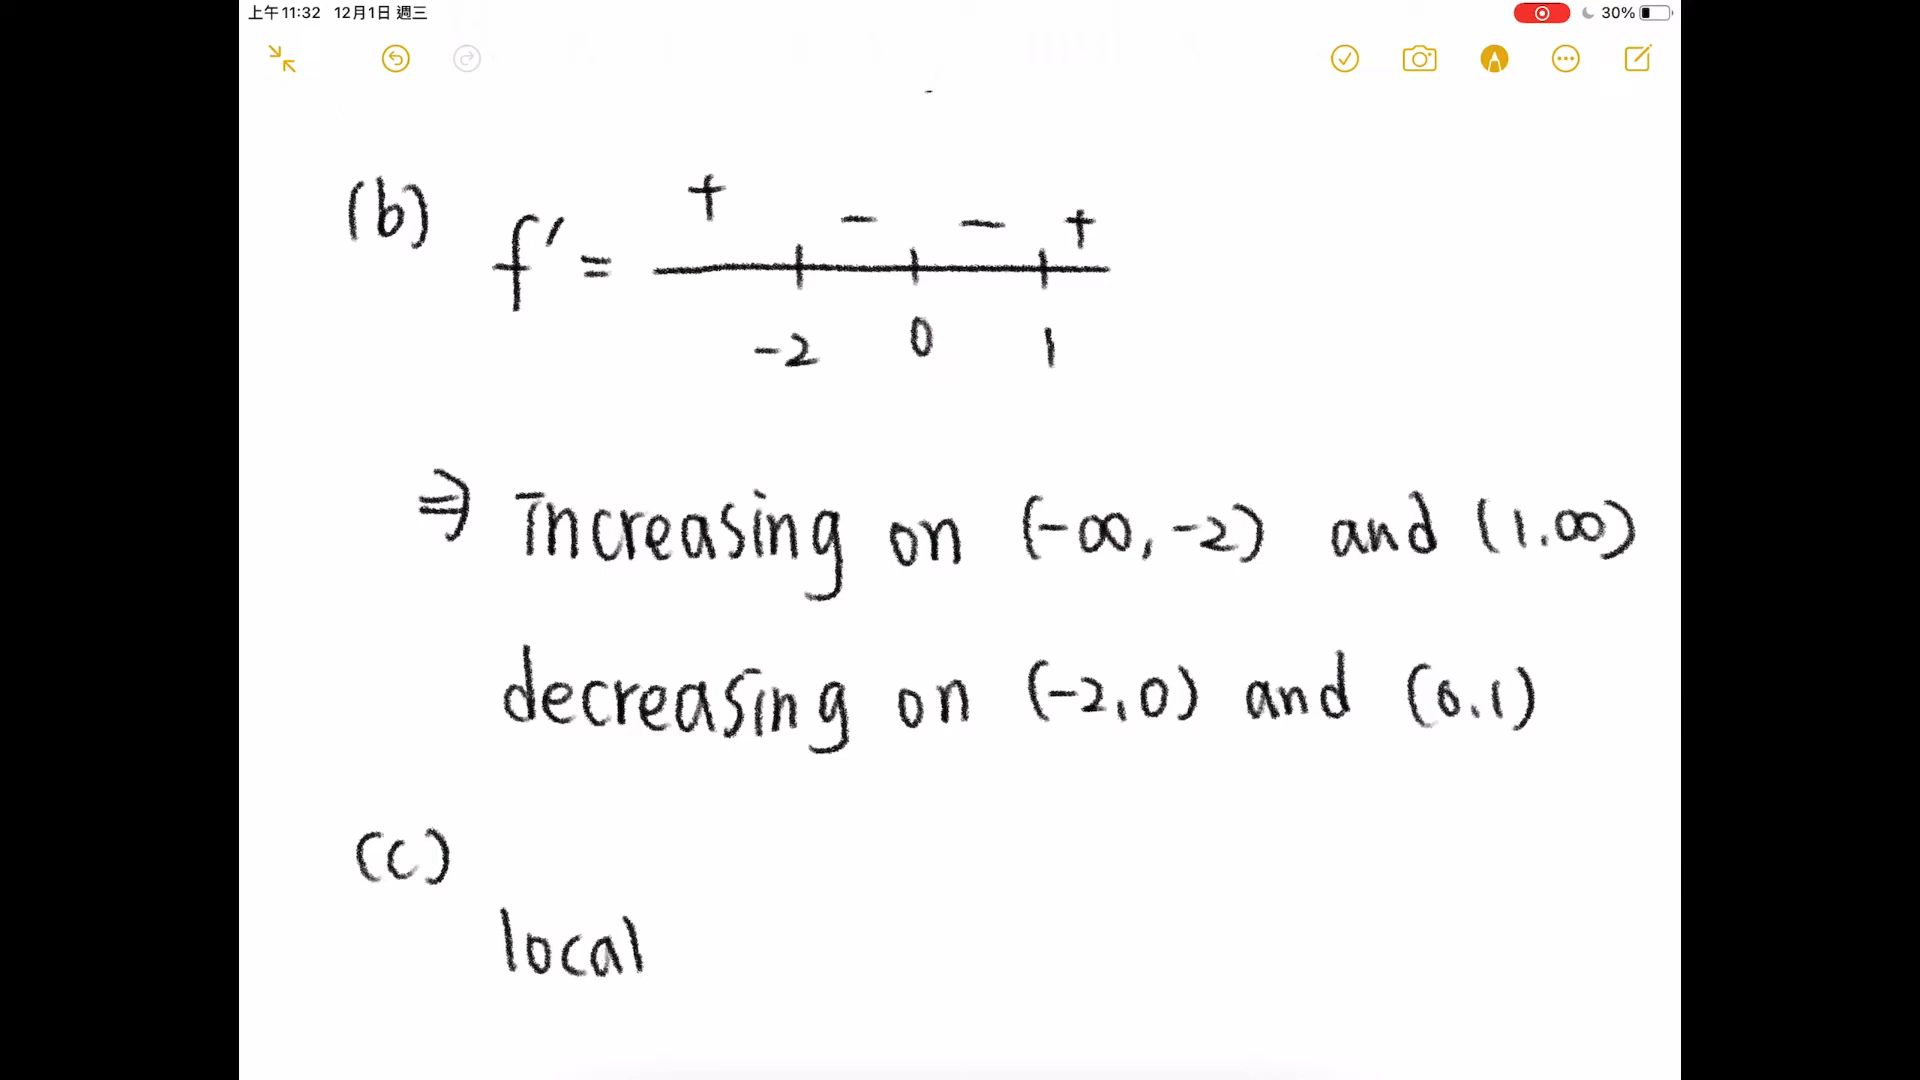 上午11:32 12月1日 週三
30%
(b) f' =
+ - - +
-2 0 1
⇒ increasing on (-∞, -2) and (1.∞)
decreasing on (-2,0) and (0.1)
(c)
local